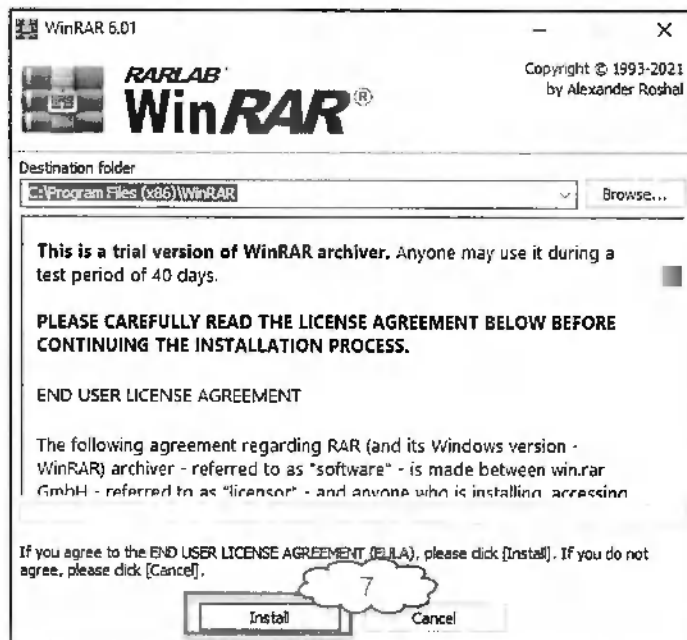 WinRAR 6.01
RARLAB
WinRAR®
Copyright © 1993-2021
by Alexander Roshal
Destination folder
C:\Program Files (x86)\WinRAR
Browse...
This is a trial version of WinRAR archiver. Anyone may use it during a
test period of 40 days.
PLEASE CAREFULLY READ THE LICENSE AGREEMENT BELOW BEFORE
CONTINUING THE INSTALLATION PROCESS.
END USER LICENSE AGREEMENT
The following agreement regarding RAR (and its Windows version -
WinRAR) archiver - referred to as "software" - is made between win.rar
GmbH - referred to as "licensor" - and anyone who is installing, accessing
If you agree to the END USER LICENSE AGREEMENT (EULA), please click [Install]. If you do not
agree, please click [Cancel].
7
Install
Cancel